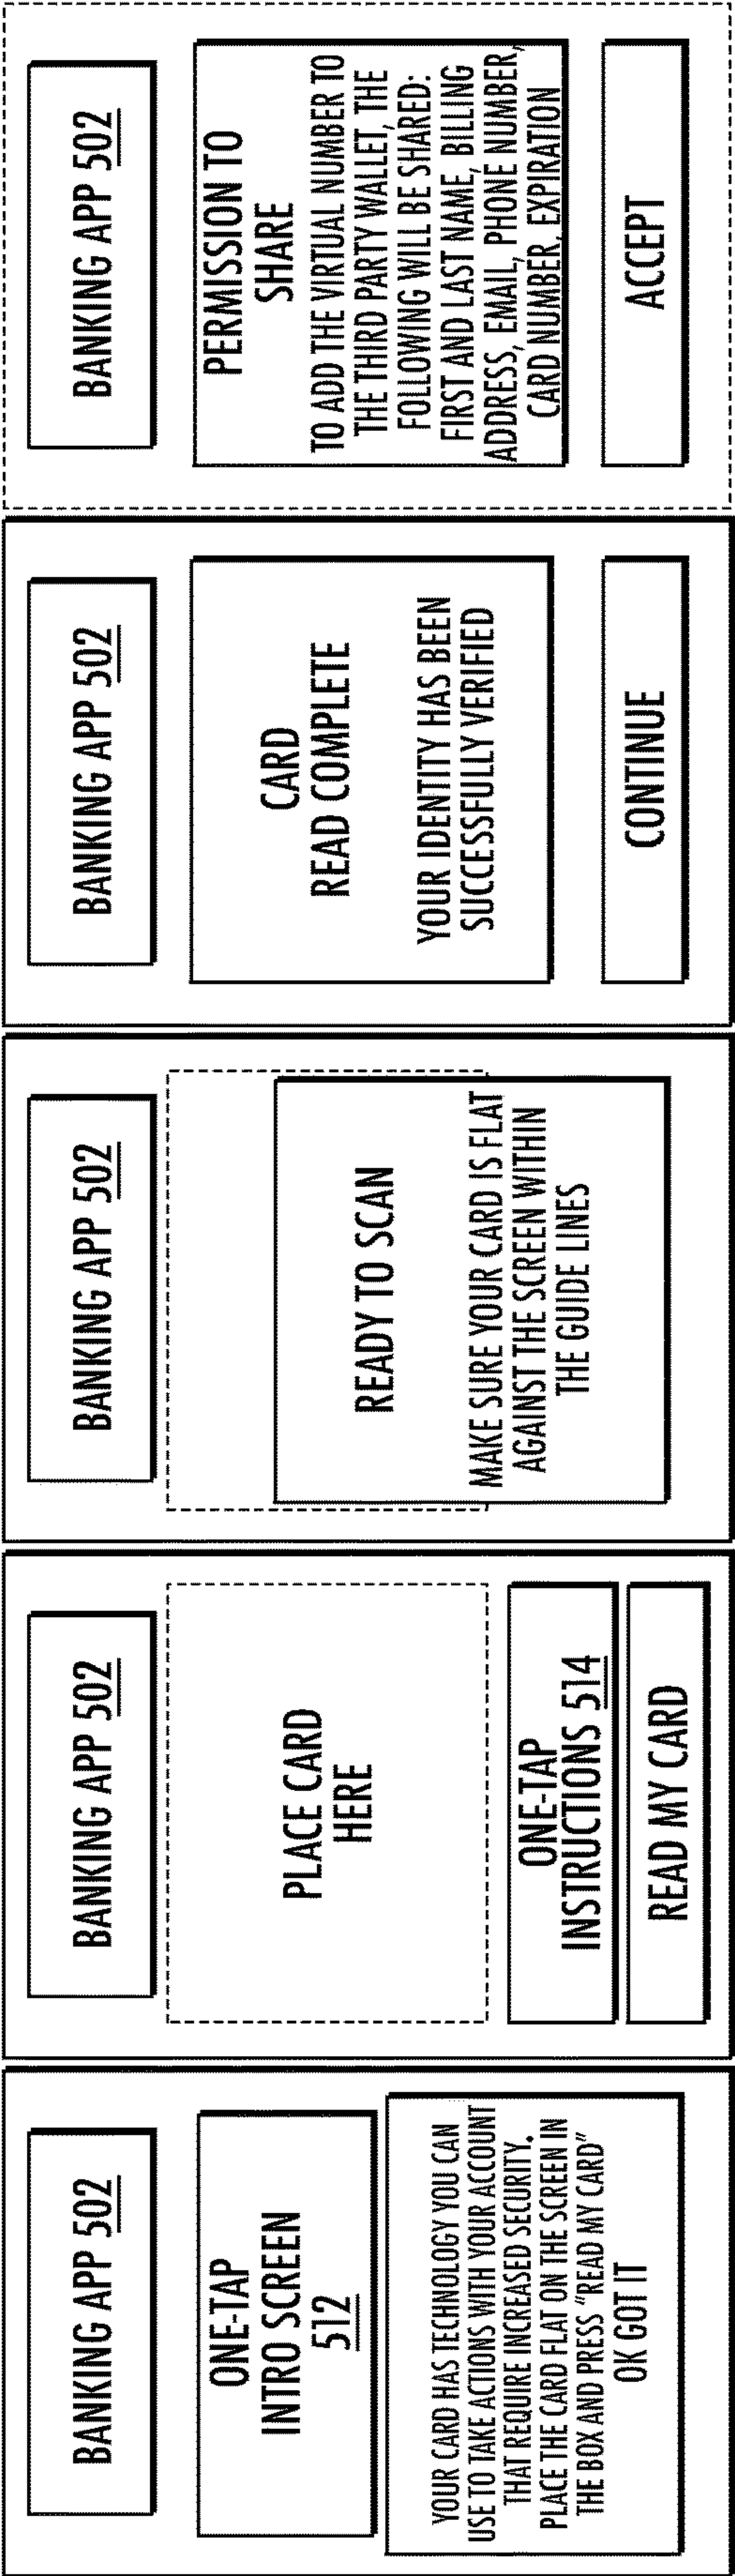 BANKING APP 502
ONE-TAP
INTRO SCREEN
512
YOUR CARD HAS TECHNOLOGY YOU CAN
USE TO TAKE ACTIONS WITH YOUR ACCOUNT
THAT REQUIRE INCREASED SECURITY.
PLACE THE CARD FLAT ON THE SCREEN IN
THE BOX AND PRESS “READ MY CARD”
OK GOT IT
BANKING APP 502
PLACE CARD
HERE
ONE-TAP
INSTRUCTIONS 514
READ MY CARD
BANKING APP 502
READY TO SCAN
MAKE SURE YOUR CARD IS FLAT
AGAINST THE SCREEN WITHIN
THE GUIDE LINES
BANKING APP 502
CARD
READ COMPLETE
YOUR IDENTITY HAS BEEN
SUCCESSFULLY VERIFIED
CONTINUE
BANKING APP 502
PERMISSION TO
SHARE
TO ADD THE VIRTUAL NUMBER TO
THE THIRD PARTY WALLET, THE
FOLLOWING WILL BE SHARED:
FIRST AND LAST NAME, BILLING
ADDRESS, EMAIL, PHONE NUMBER,
CARD NUMBER, EXPIRATION
ACCEPT